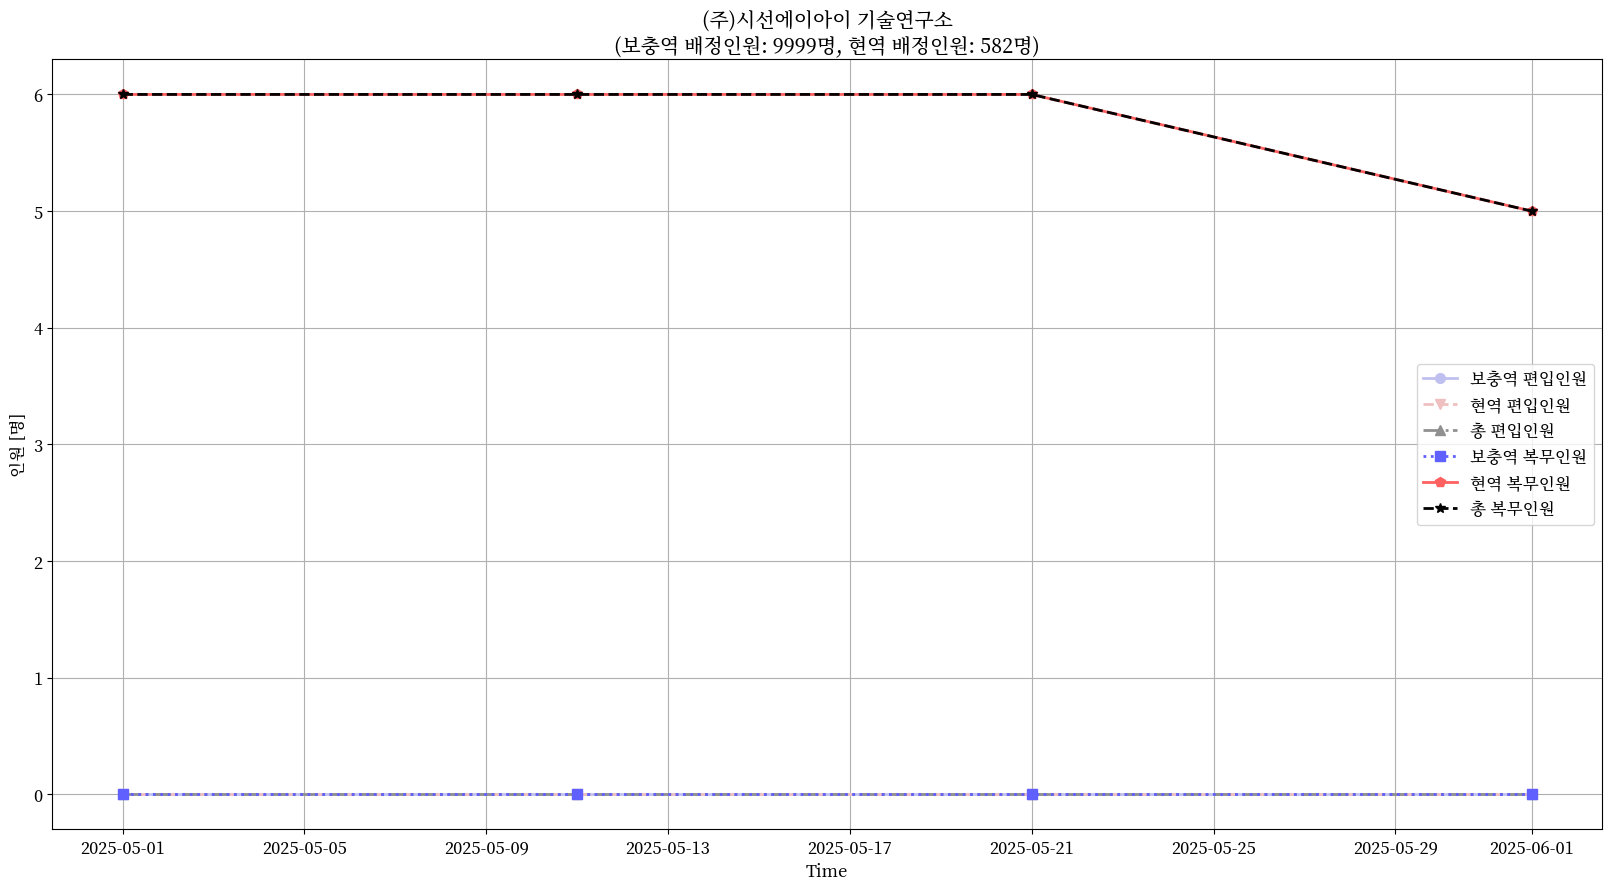 (주)시선에이아이 기술연구소
(보충역 배정인원: 9999명, 현역 배정인원: 582명)
6
5
4
3
2
1
0
인원 [명]
보충역 편입인원
현역 편입인원
총 편입인원
보충역 복무인원
현역 복무인원
총 복무인원
2025-05-01
2025-05-05
2025-05-09
2025-05-13
2025-05-17
2025-05-21
2025-05-25
2025-05-29
2025-06-01
Time